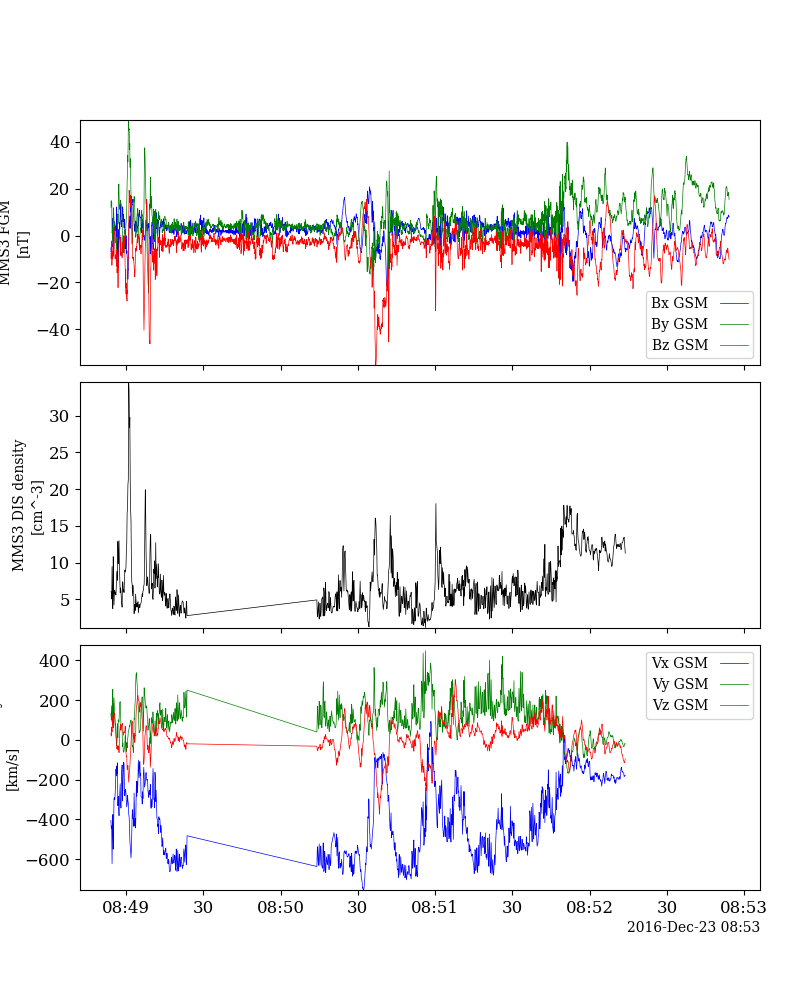 40
20
0
−20
−40
MMS3 FGM
[nT]
Bx GSM
By GSM
Bz GSM
30
25
20
15
10
5
MMS3 DIS density
[cm^-3]
400
200
0
−200
−400
−600
[km/s]
Vx GSM
Vy GSM
Vz GSM
08:49
30
08:50
30
08:51
30
08:52
30
08:53
2016-Dec-23 08:53